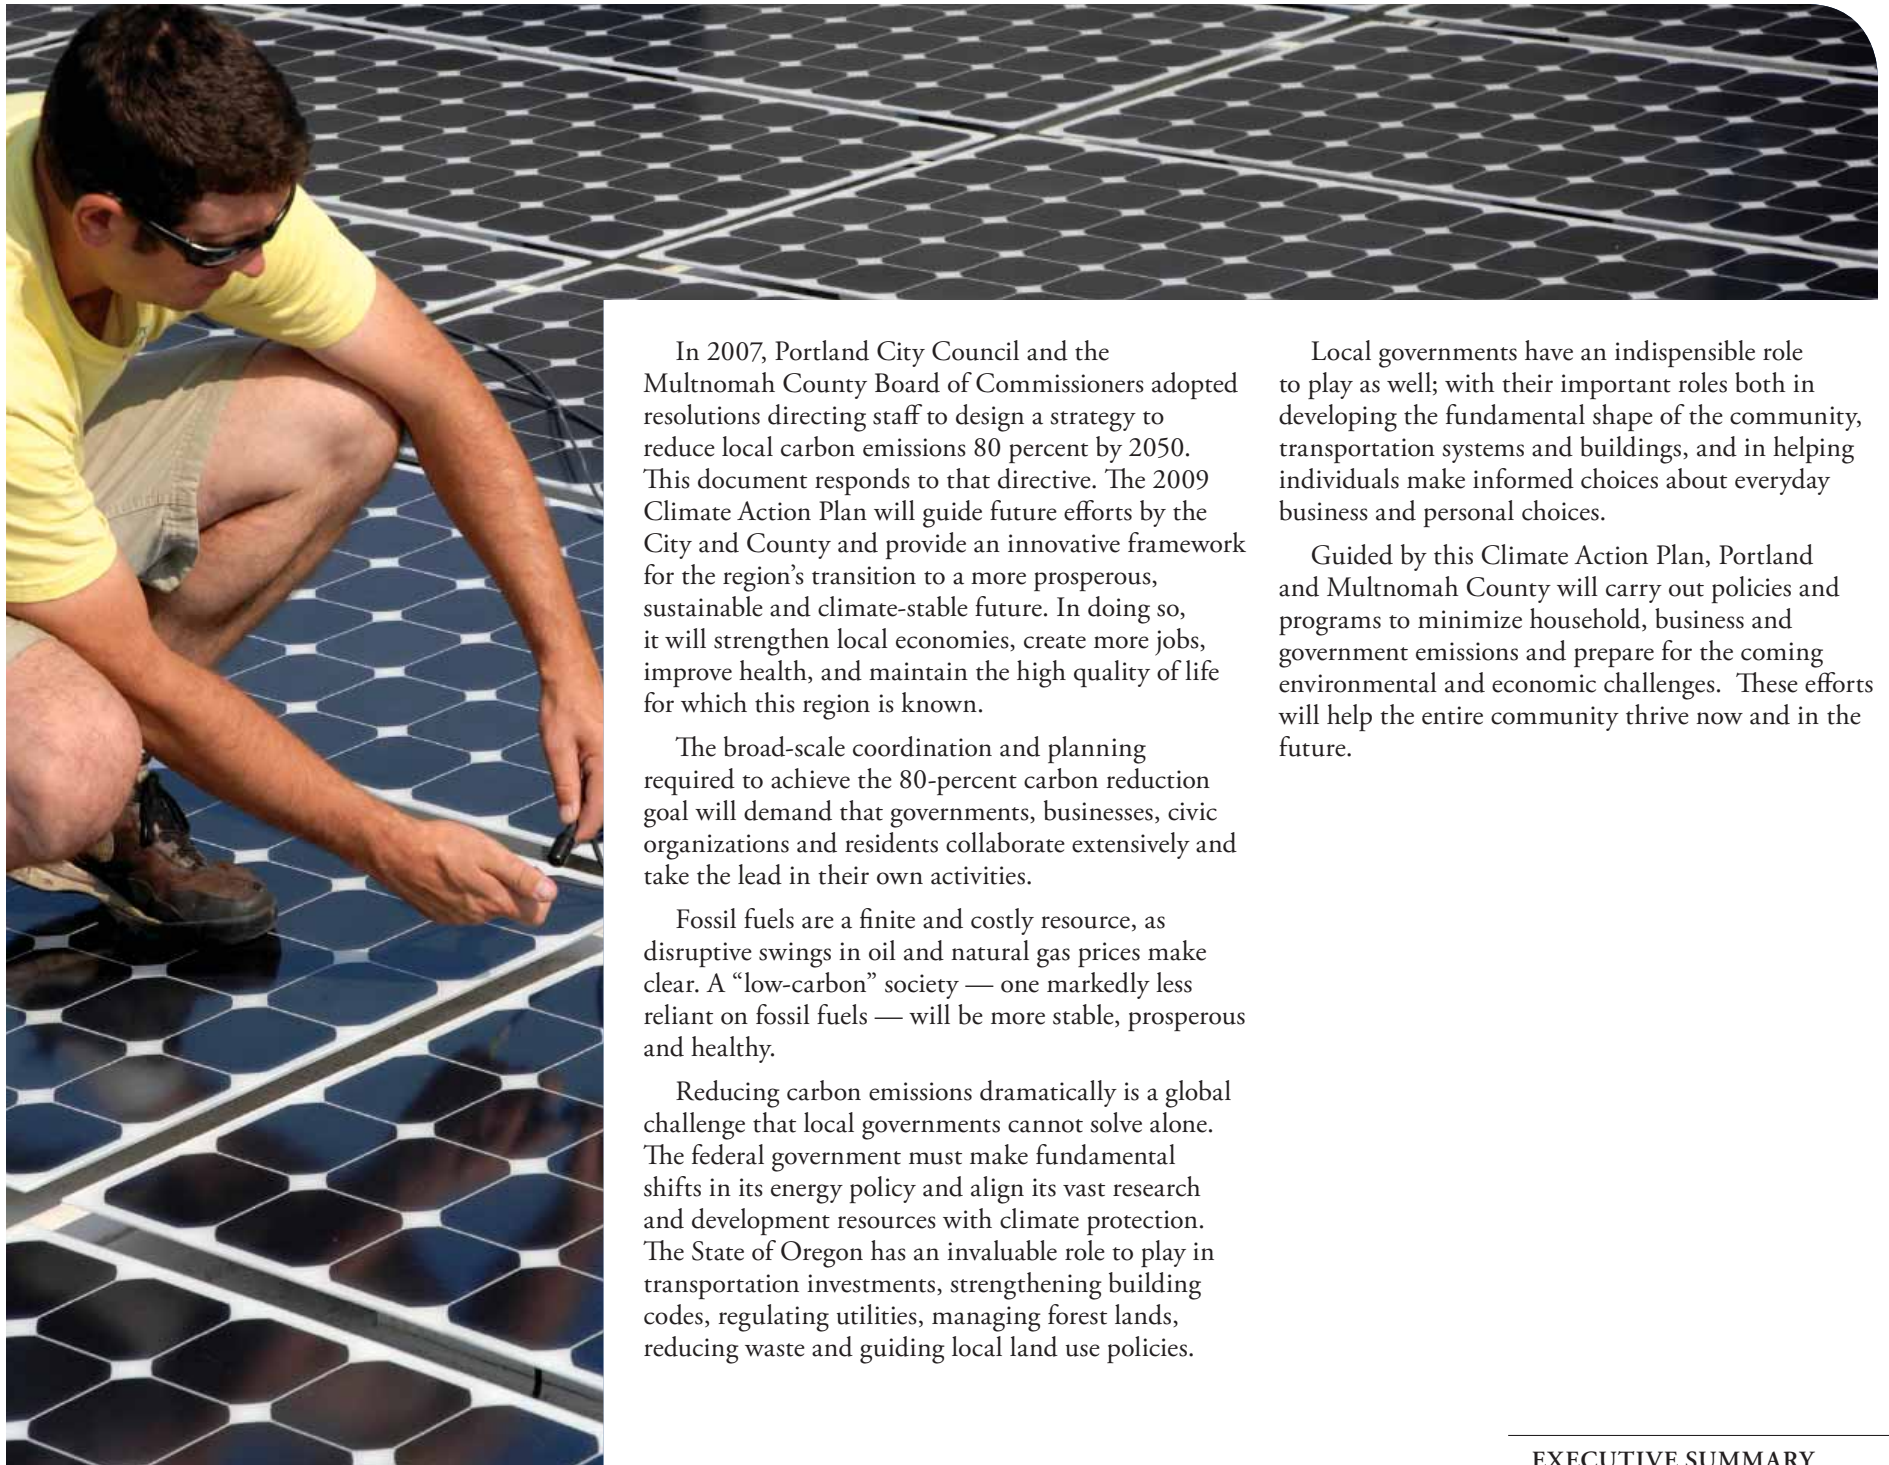 In 2007, Portland City Council and the
Multnomah County Board of Commissioners adopted
resolutions directing staff to design a strategy to
reduce local carbon emissions 80 percent by 2050.
This document responds to that directive. The 2009
Climate Action Plan will guide future efforts by the
City and County and provide an innovative framework
for the region’s transition to a more prosperous,
sustainable and climate-stable future. In doing so,
it will strengthen local economies, create more jobs,
improve health, and maintain the high quality of life
for which this region is known.
The broad-scale coordination and planning
required to achieve the 80-percent carbon reduction
goal will demand that governments, businesses, civic
organizations and residents collaborate extensively and
take the lead in their own activities.
Fossil fuels are a finite and costly resource, as
disruptive swings in oil and natural gas prices make
clear. A “low-carbon” society — one markedly less
reliant on fossil fuels — will be more stable, prosperous
and healthy.
Reducing carbon emissions dramatically is a global
challenge that local governments cannot solve alone.
The federal government must make fundamental
shifts in its energy policy and align its vast research
and development resources with climate protection.
The State of Oregon has an invaluable role to play in
transportation investments, strengthening building
codes, regulating utilities, managing forest lands,
reducing waste and guiding local land use policies.
Local governments have an indispensible role
to play as well; with their important roles both in
developing the fundamental shape of the community,
transportation systems and buildings, and in helping
individuals make informed choices about everyday
business and personal choices.
Guided by this Climate Action Plan, Portland
and Multnomah County will carry out policies and
programs to minimize household, business and
government emissions and prepare for the coming
environmental and economic challenges.  These efforts
will help the entire community thrive now and in the
future.
EXECUTIVE SUMMARY